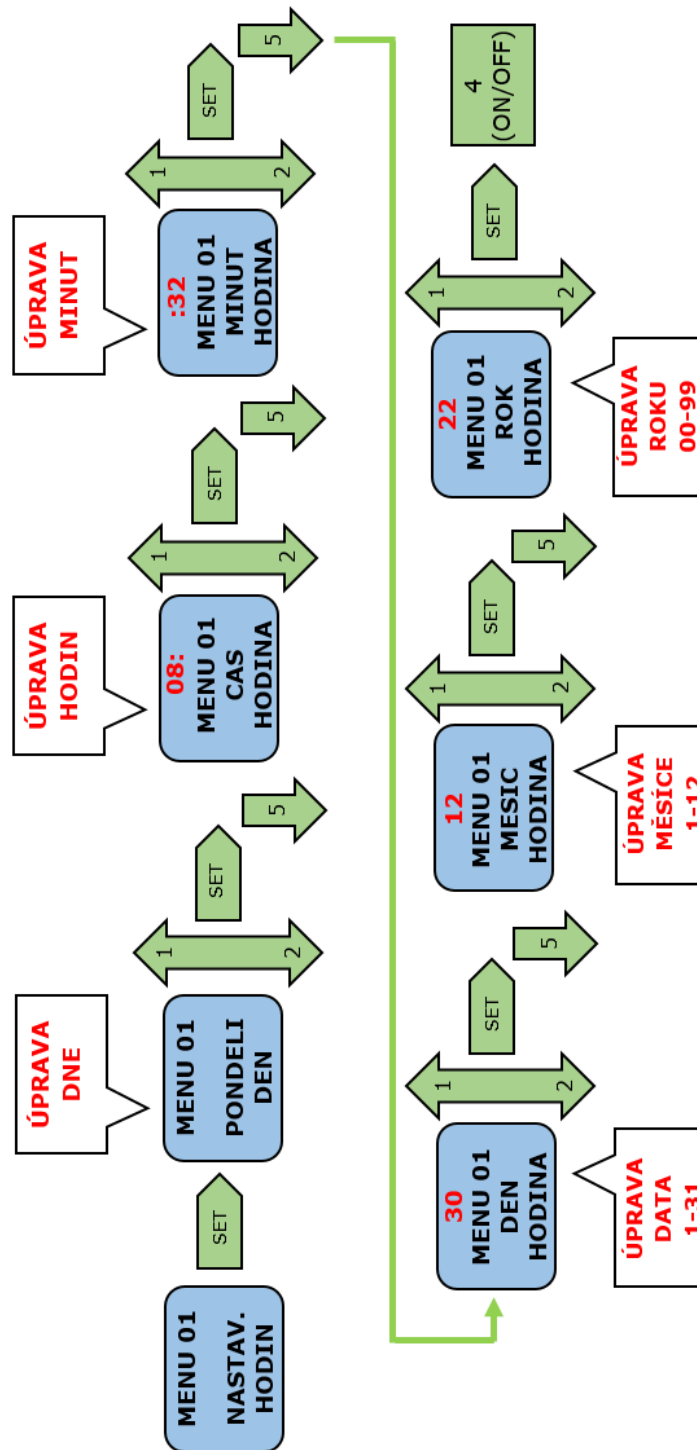 MENU 01
NASTAV.
HODIN
SET
ÚPRAVA
DNE
MENU 01
PONDELI
DEN
1
2
SET
5
ÚPRAVA
HODIN
08:
MENU 01
CAS
HODINA
1
2
SET
5
ÚPRAVA
MINUT
:32
MENU 01
MINUT
HODINA
1
2
SET
5
30
MENU 01
DEN
HODINA
ÚPRAVA
DATA
1-31
1
2
SET
5
12
MENU 01
MESIC
HODINA
ÚPRAVA
MĚSÍCE
1-12
1
2
SET
5
22
MENU 01
ROK
HODINA
ÚPRAVA
ROKU
00-99
1
2
SET
4
(ON/OFF)